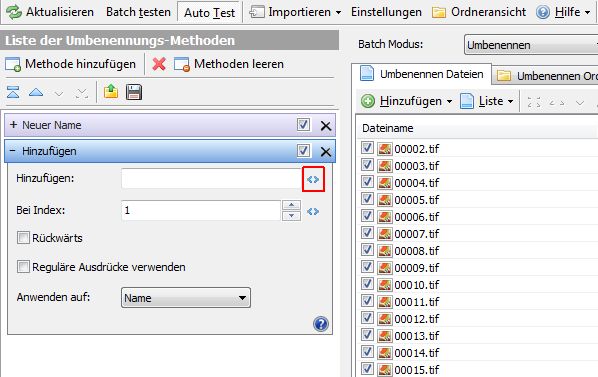 Aktualisieren Batch testen Auto Test Importieren Einstellungen Ordneransicht Hilfe
Liste der Umbenennungs-Methoden
Methode hinzufügen Methoden leeren
+ Neuer Name
− Hinzufügen
Hinzufügen:
Bei Index: 1
Rückwärts
Reguläre Ausdrücke verwenden
Anwenden auf: Name
Batch Modus: Umbenennen
Umbenennen Dateien Umbenennen Ord
Hinzufügen Liste
Dateiname
00002.tif
00003.tif
00004.tif
00005.tif
00006.tif
00007.tif
00008.tif
00009.tif
00010.tif
00011.tif
00012.tif
00013.tif
00014.tif
00015.tif